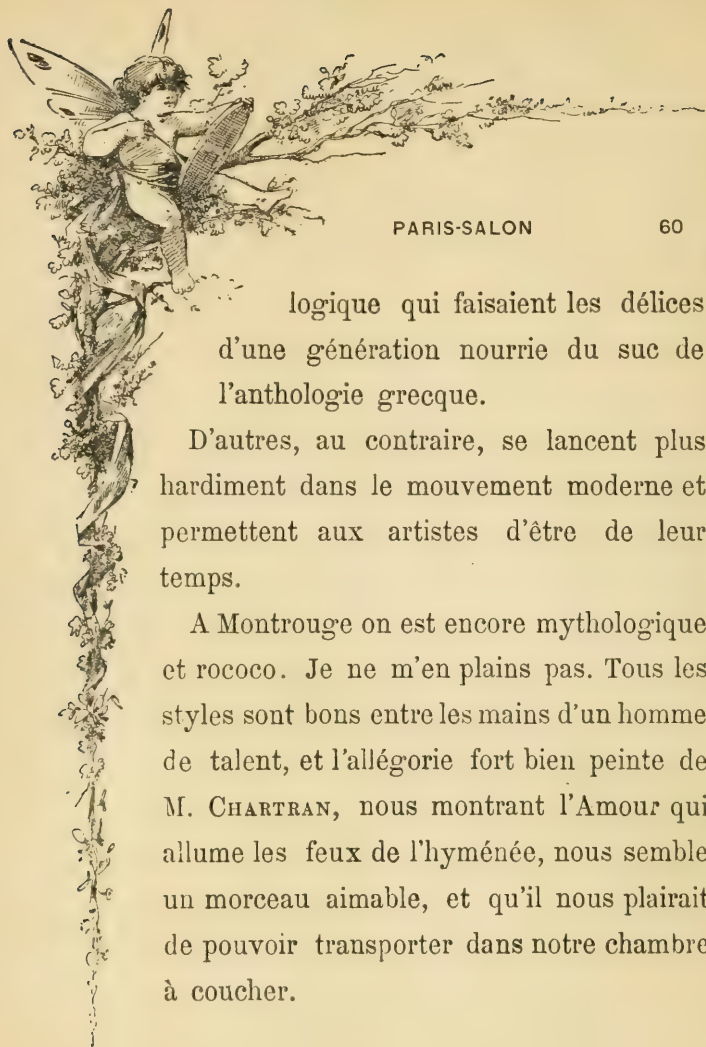 PARIS-SALON 60
logique qui faisaient les délices
d'une génération nourrie du suc de
l'anthologie grecque.
D'autres, au contraire, se lancent plus
hardiment dans le mouvement moderne et
permettent aux artistes d'être de leur
temps.
A Montrouge on est encore mythologique
et rococo. Je ne m'en plains pas. Tous les
styles sont bons entre les mains d'un homme
de talent, et l'allégorie fort bien peinte de
M. CHARTRAN, nous montrant l'Amour qui
allume les feux de l'hyménée, nous semble
un morceau aimable, et qu'il nous plairait
de pouvoir transporter dans notre chambre
à coucher.